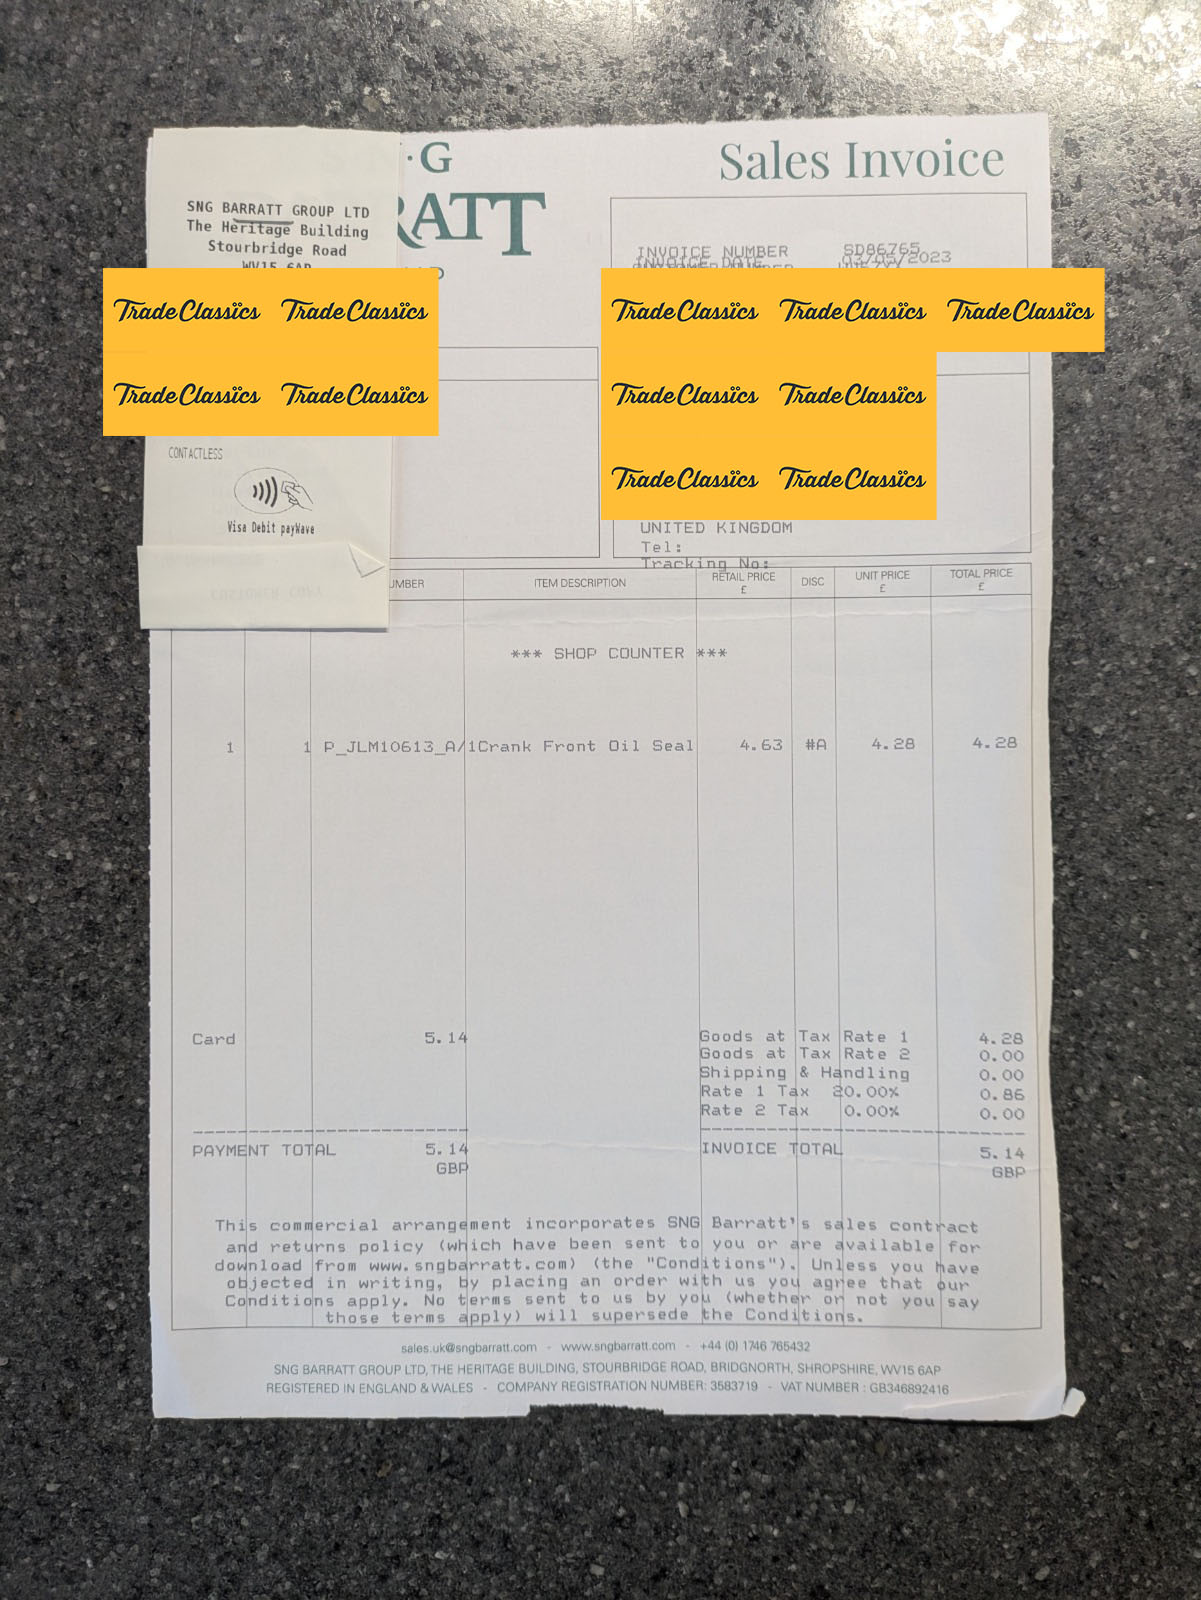 ·G
RATT
Sales Invoice
SNG BARRATT GROUP LTD
The Heritage Building
Stourbridge Road
WV15 6AP
INVOICE NUMBER SD86765
INVOICE DATE 03/05/2023
TradeClassics TradeClassics
TradeClassics TradeClassics
TradeClassics TradeClassics TradeClassics
TradeClassics TradeClassics
TradeClassics TradeClassics
CONTACTLESS
Visa Debit payWave
CUSTOMER COPY
UNITED KINGDOM
Tel:
Tracking No:
UMBER ITEM DESCRIPTION RETAIL PRICE £ DISC UNIT PRICE £ TOTAL PRICE £
*** SHOP COUNTER ***
1 1 P_JLM10613_A/1Crank Front Oil Seal 4.63 #A 4.28 4.28
Card 5.14
Goods at Tax Rate 1 4.28
Goods at Tax Rate 2 0.00
Shipping & Handling 0.00
Rate 1 Tax 20.00% 0.86
Rate 2 Tax 0.00% 0.00
PAYMENT TOTAL 5.14
GBP
INVOICE TOTAL 5.14
GBP
This commercial arrangement incorporates SNG Barratt's sales contract
and returns policy (which have been sent to you or are available for
download from www.sngbarratt.com) (the "Conditions"). Unless you have
objected in writing, by placing an order with us you agree that our
Conditions apply. No terms sent to us by you (whether or not you say
those terms apply) will supersede the Conditions.
sales.uk@sngbarratt.com - www.sngbarratt.com - +44 (0) 1746 765432
SNG BARRATT GROUP LTD, THE HERITAGE BUILDING, STOURBRIDGE ROAD, BRIDGNORTH, SHROPSHIRE, WV15 6AP
REGISTERED IN ENGLAND & WALES - COMPANY REGISTRATION NUMBER: 3583719 - VAT NUMBER : GB346892416